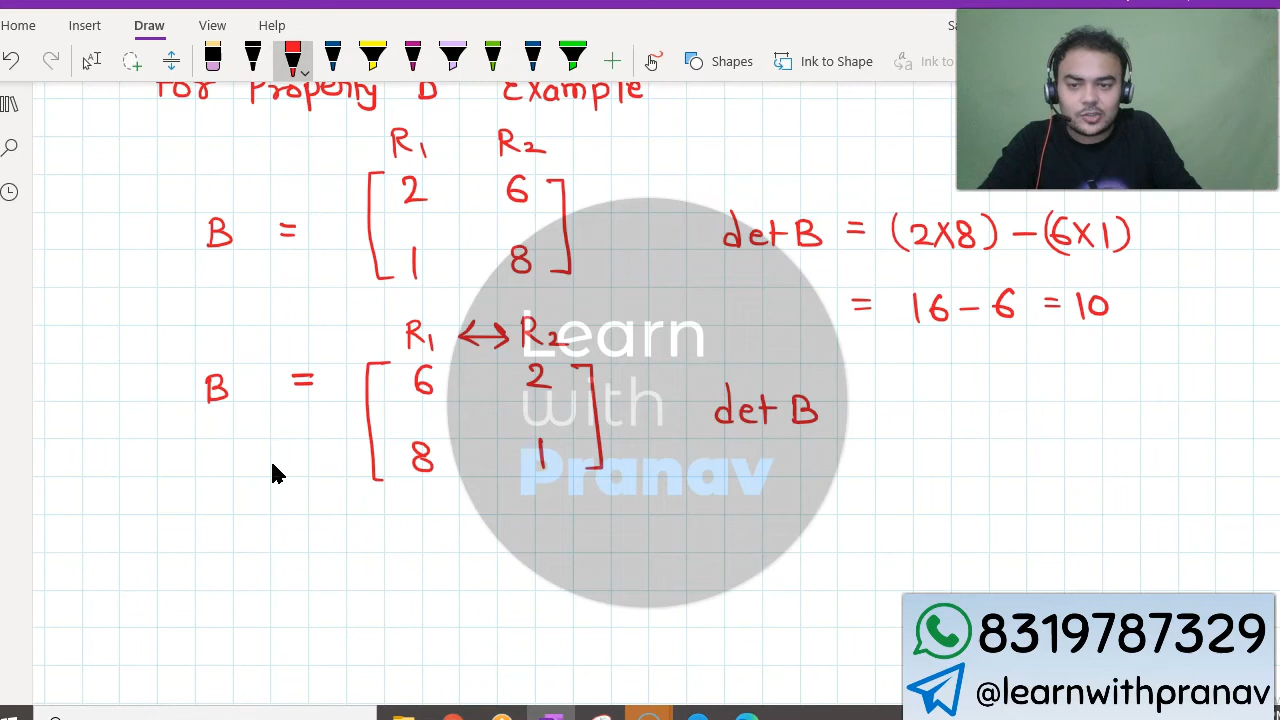 Home Insert Draw View Help
Shapes Ink to Shape
For Property D Example
R1 R2
B = [2 6
1 8]
det B = (2×8) – (6×1)
= 16 – 6 = 10
R1 ↔ R2
B = [6 2
8 1]
det B
Learn
with
Pranav
8319787329
@learnwithpranav